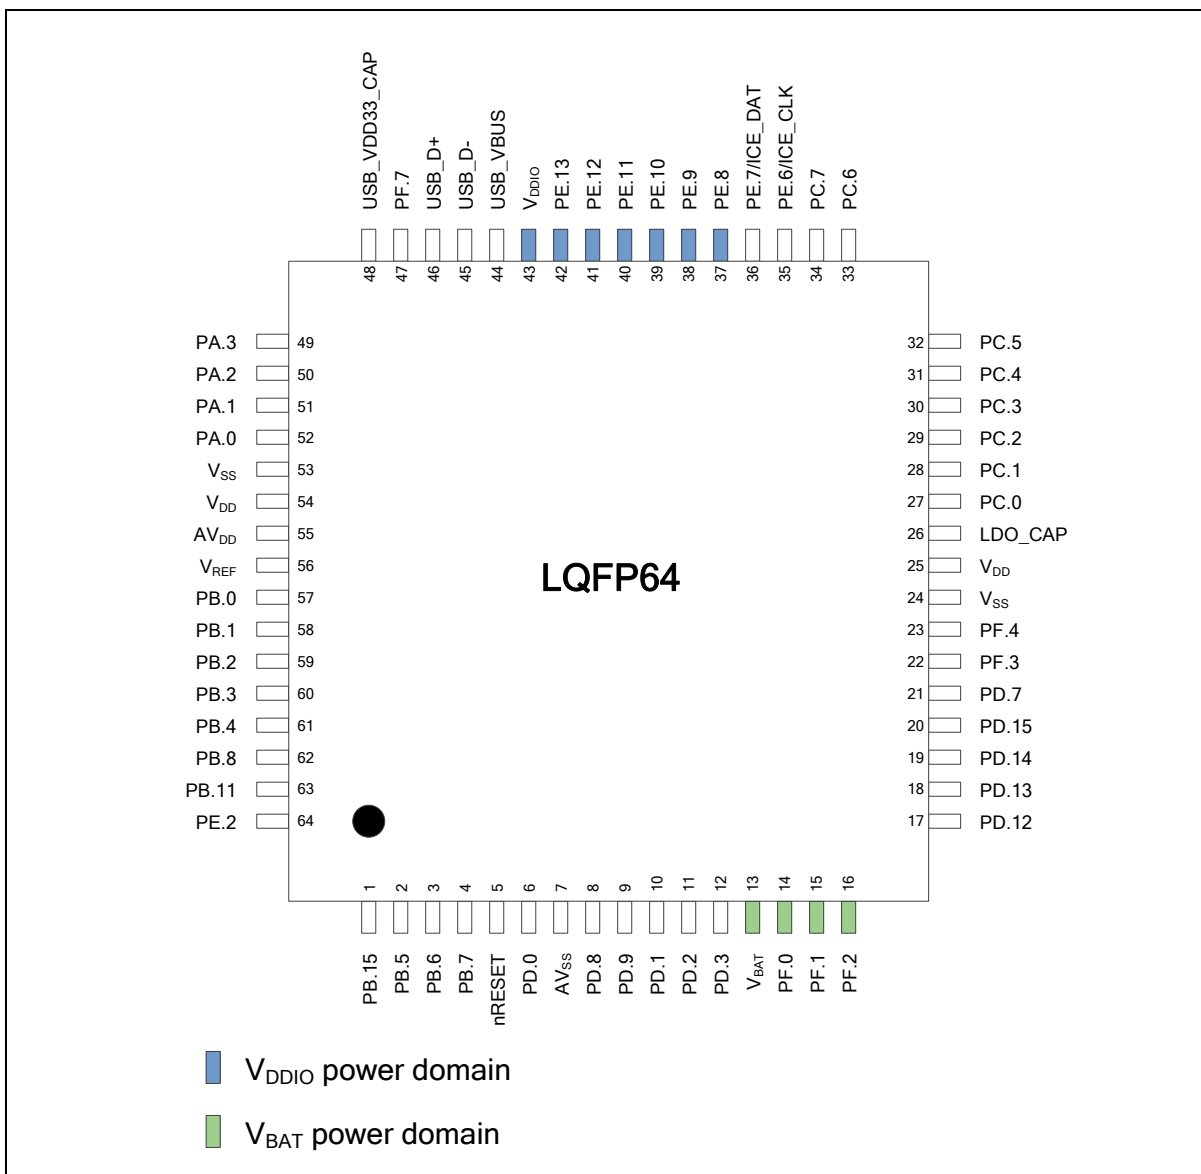 USB_VDD33_CAP
PF.7
USB_D+
USB_D-
USB_VBUS
VDDIO
PE.13
PE.12
PE.11
PE.10
PE.9
PE.8
PE.7/ICE_DAT
PE.6/ICE_CLK
PC.7
PC.6
48 47 46 45 44 43 42 41 40 39 38 37 36 35 34 33
PA.3 49
PA.2 50
PA.1 51
PA.0 52
VSS 53
VDD 54
AVDD 55
VREF 56
PB.0 57
PB.1 58
PB.2 59
PB.3 60
PB.4 61
PB.8 62
PB.11 63
PE.2 64
LQFP64
32 PC.5
31 PC.4
30 PC.3
29 PC.2
28 PC.1
27 PC.0
26 LDO_CAP
25 VDD
24 VSS
23 PF.4
22 PF.3
21 PD.7
20 PD.15
19 PD.14
18 PD.13
17 PD.12
1 2 3 4 5 6 7 8 9 10 11 12 13 14 15 16
PB.15
PB.5
PB.6
PB.7
nRESET
PD.0
AVSS
PD.8
PD.9
PD.1
PD.2
PD.3
VBAT
PF.0
PF.1
PF.2
VDDIO power domain
VBAT power domain